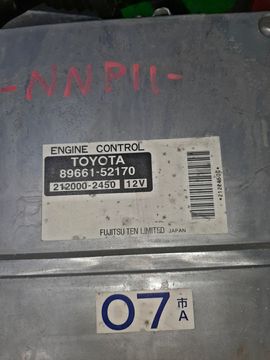 -NNP11-
ENGINE CONTROL
TOYOTA
89661-52170
212000-2450 12V
FUJITSU TEN LIMITED JAPAN
07 市
A